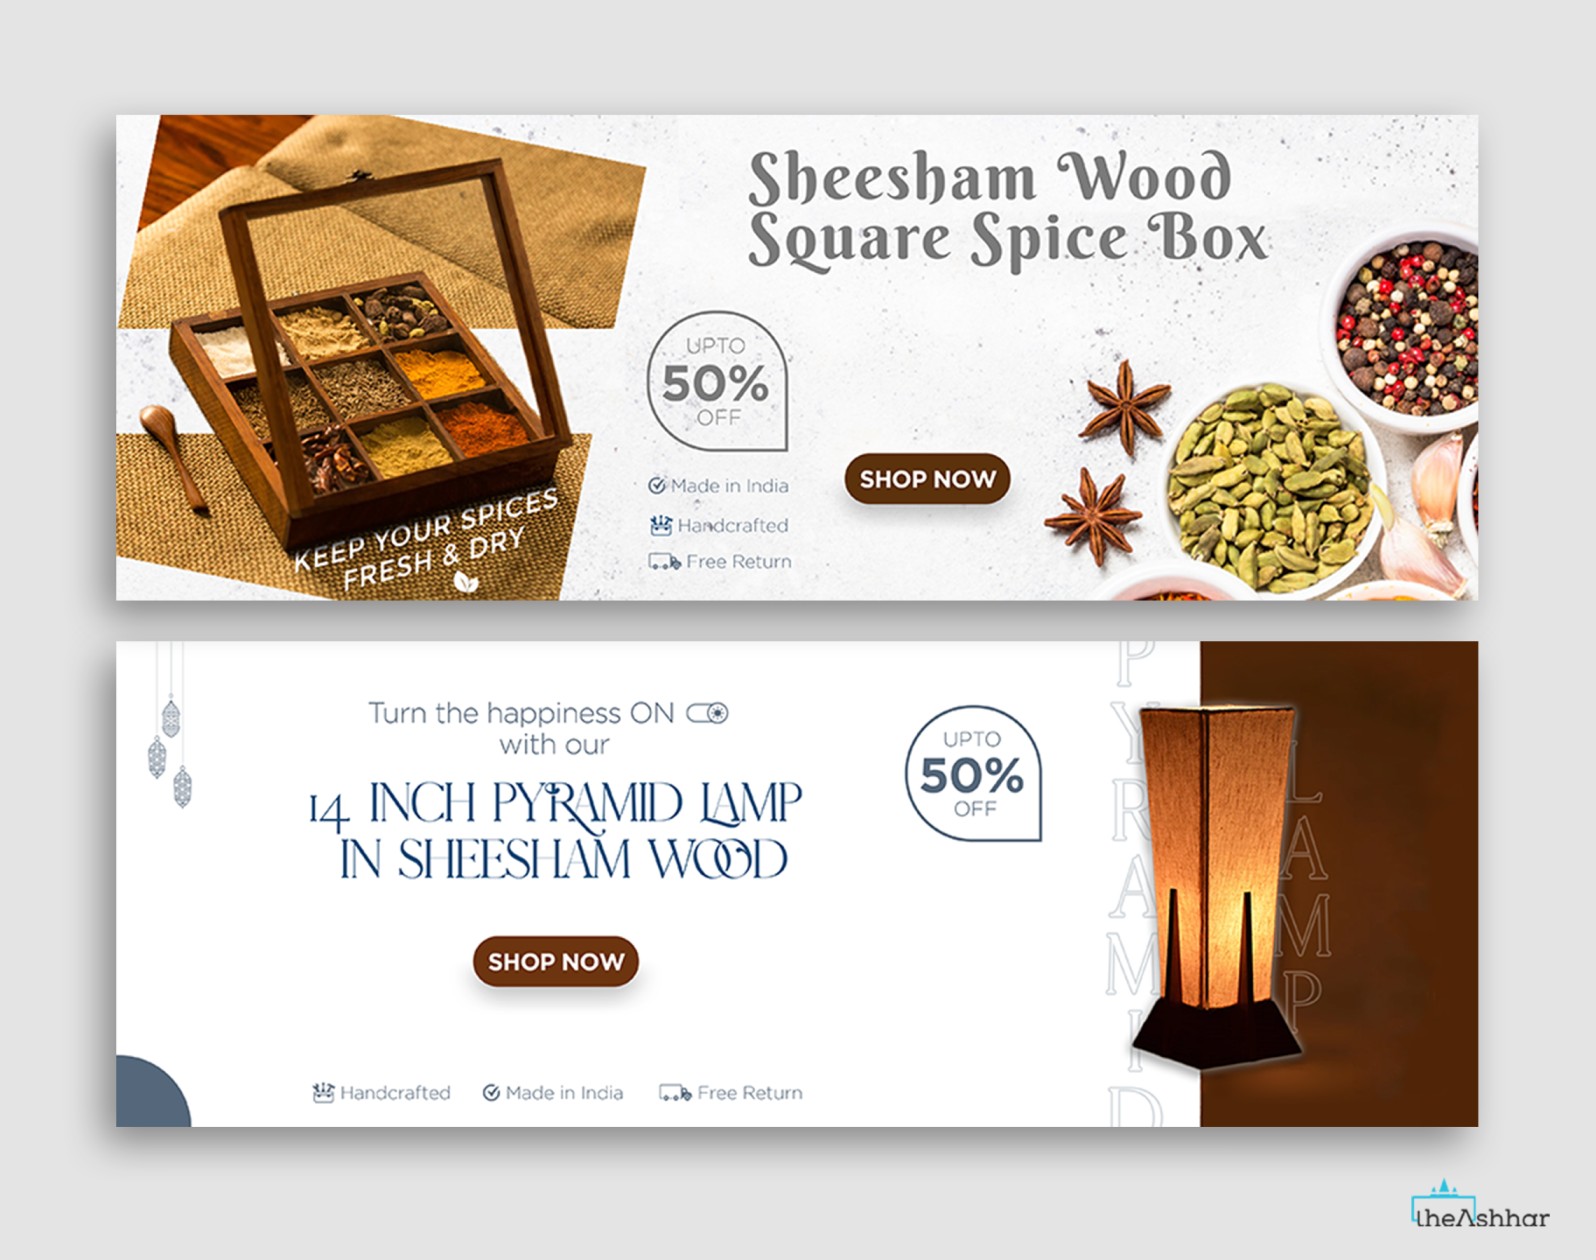 Sheesham Wood
Square Spice Box
UPTO
50%
OFF
Made in India
Handcrafted
Free Return
SHOP NOW
KEEP YOUR SPICES
FRESH & DRY
Turn the happiness ON
with our
14 INCH PYRAMID LAMP
IN SHEESHAM WOOD
SHOP NOW
UPTO
50%
OFF
Handcrafted
Made in India
Free Return
PYRAMID
LAMP
theAshhar